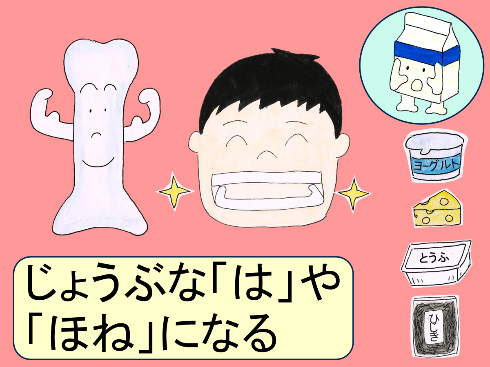 ヨーグルト
とうふ
ひじき
じょうぶな「は」や
「ほね」になる